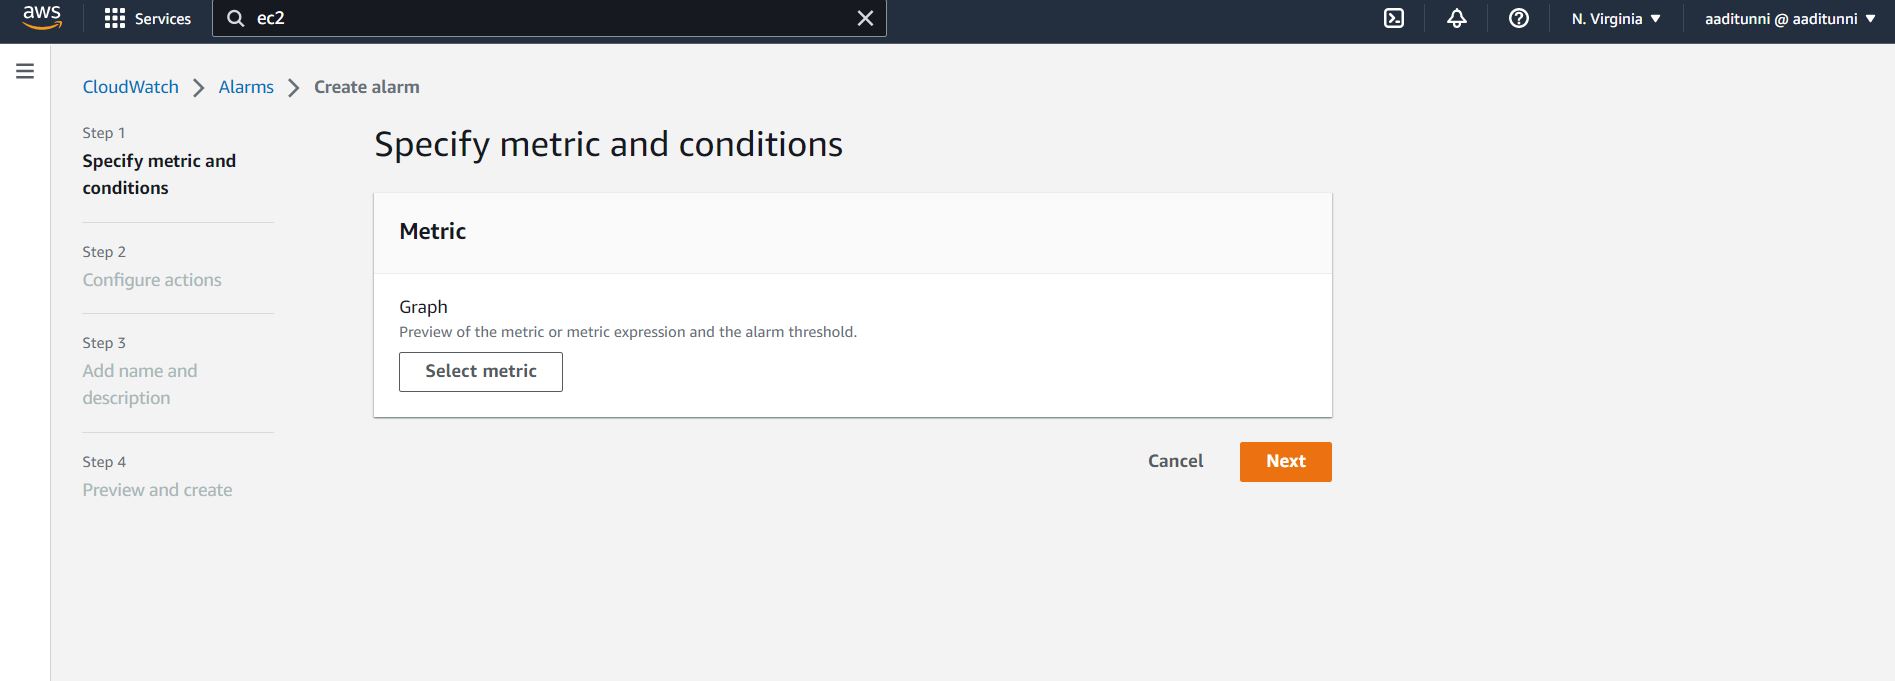 aws
Services
ec2
N. Virginia
aaditunni @ aaditunni
CloudWatch
Alarms
Create alarm
Step 1
Specify metric and
conditions
Step 2
Configure actions
Step 3
Add name and
description
Step 4
Preview and create
Specify metric and conditions
Metric
Graph
Preview of the metric or metric expression and the alarm threshold.
Select metric
Cancel
Next